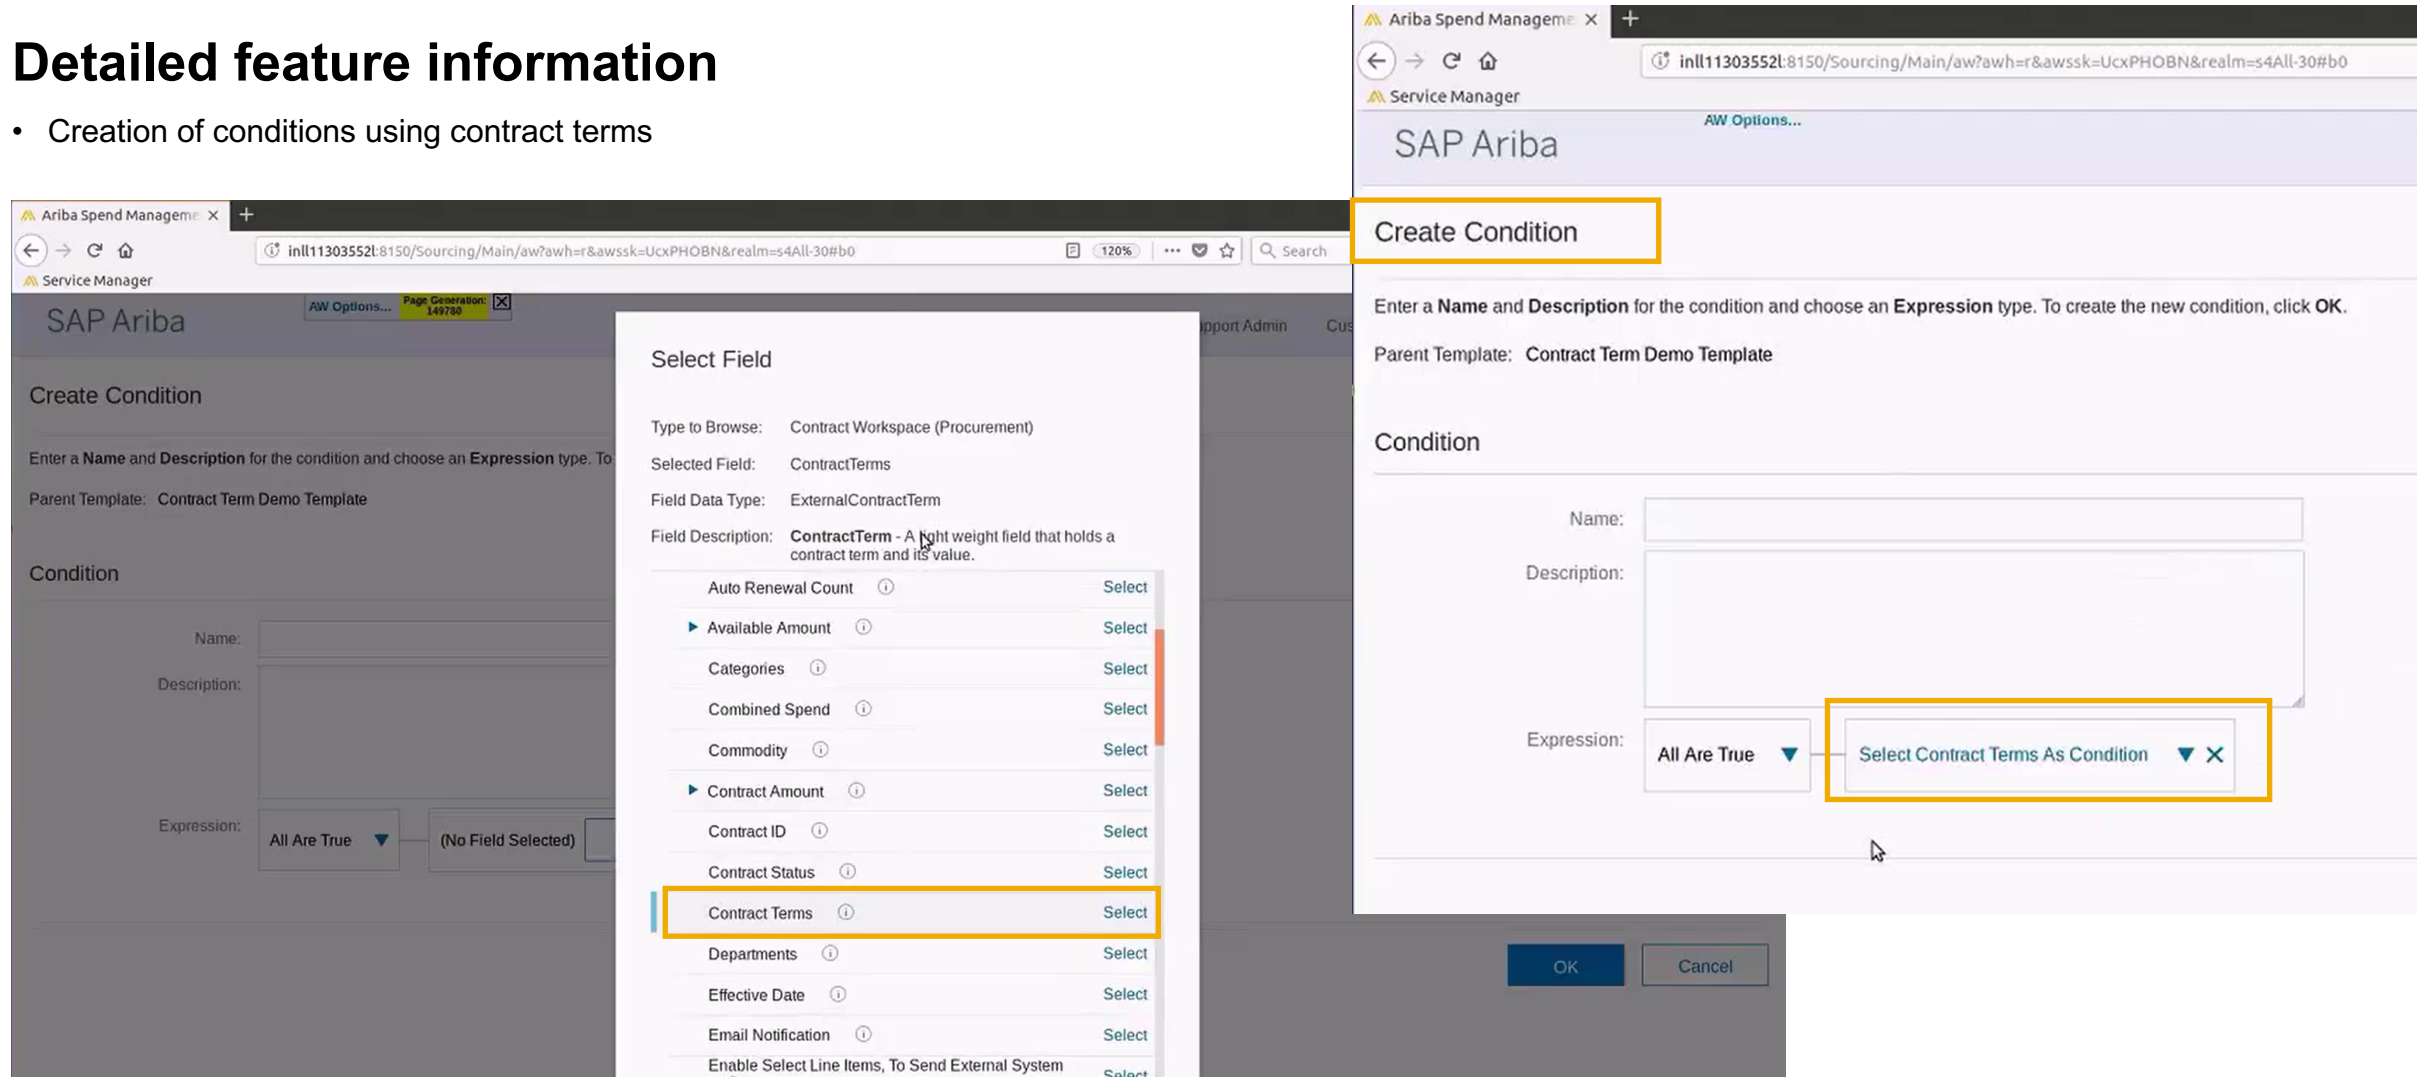 Detailed feature information
• Creation of conditions using contract terms
Ariba Spend Manageme
inll11303552l:8150/Sourcing/Main/aw?awh=r&awssk=UcxPHOBN&realm=s4All-30#b0
120%
Search
Service Manager
SAP Ariba
AW Options...
Page Generation:
149780
Create Condition
Enter a Name and Description for the condition and choose an Expression type. To
Parent Template: Contract Term Demo Template
Condition
Name:
Description:
Expression:
All Are True
(No Field Selected)
Select Field
Type to Browse: Contract Workspace (Procurement)
Selected Field: ContractTerms
Field Data Type: ExternalContractTerm
Field Description: ContractTerm - A light weight field that holds a
contract term and its value.
Auto Renewal Count Select
Available Amount Select
Categories Select
Combined Spend Select
Commodity Select
Contract Amount Select
Contract ID Select
Contract Status Select
Contract Terms Select
Departments Select
Effective Date Select
Email Notification Select
Enable Select Line Items, To Send External System
Select
Admin
OK
Cancel
Ariba Spend Manageme
inll11303552l:8150/Sourcing/Main/aw?awh=r&awssk=UcxPHOBN&realm=s4All-30#b0
Service Manager
AW Options...
SAP Ariba
Create Condition
Enter a Name and Description for the condition and choose an Expression type. To create the new condition, click OK.
Parent Template: Contract Term Demo Template
Condition
Name:
Description:
Expression:
All Are True
Select Contract Terms As Condition